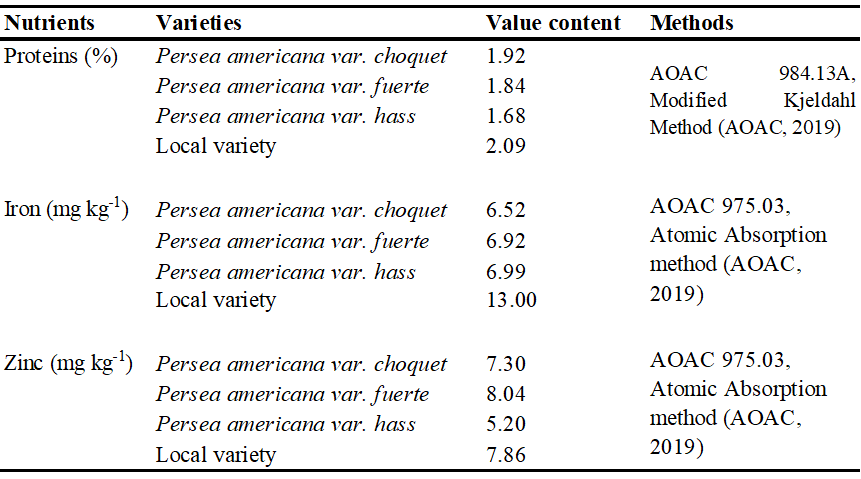 Nutrients Varieties Value content Methods
Proteins (%) Persea americana var. choquet 1.92
Persea americana var. fuerte 1.84
Persea americana var. hass 1.68
Local variety 2.09
AOAC 984.13A,
Modified Kjeldahl
Method (AOAC, 2019)
Iron (mg kg-1) Persea americana var. choquet 6.52
Persea americana var. fuerte 6.92
Persea americana var. hass 6.99
Local variety 13.00
AOAC 975.03,
Atomic Absorption
method (AOAC,
2019)
Zinc (mg kg-1) Persea americana var. choquet 7.30
Persea americana var. fuerte 8.04
Persea americana var. hass 5.20
Local variety 7.86
AOAC 975.03,
Atomic Absorption
method (AOAC,
2019)